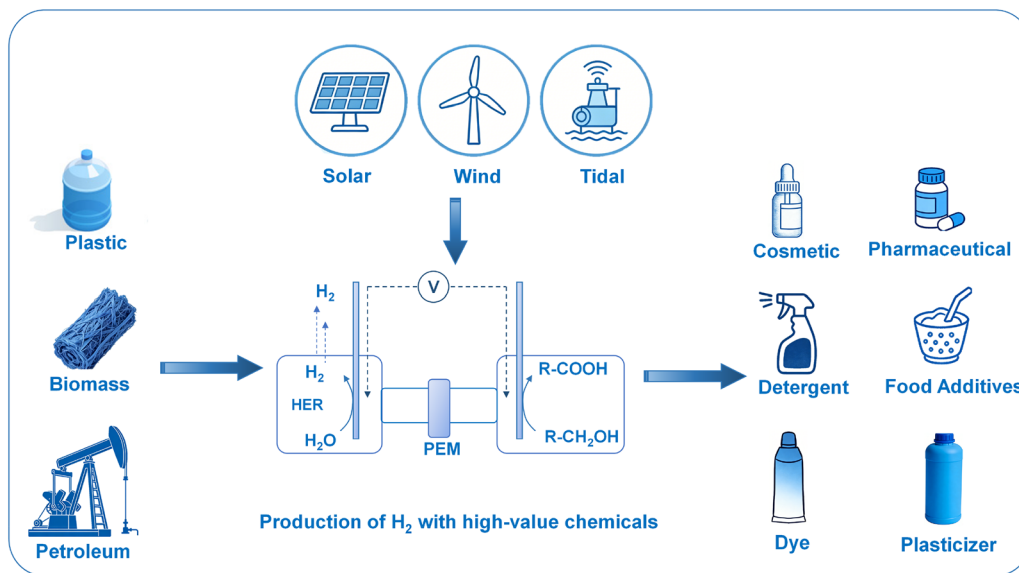 Solar
Wind
Tidal
Plastic
Biomass
Petroleum
V
H₂
H₂
HER
H₂O
PEM
R-COOH
R-CH₂OH
Production of H₂ with high-value chemicals
Cosmetic
Pharmaceutical
Detergent
Food Additives
Dye
Plasticizer